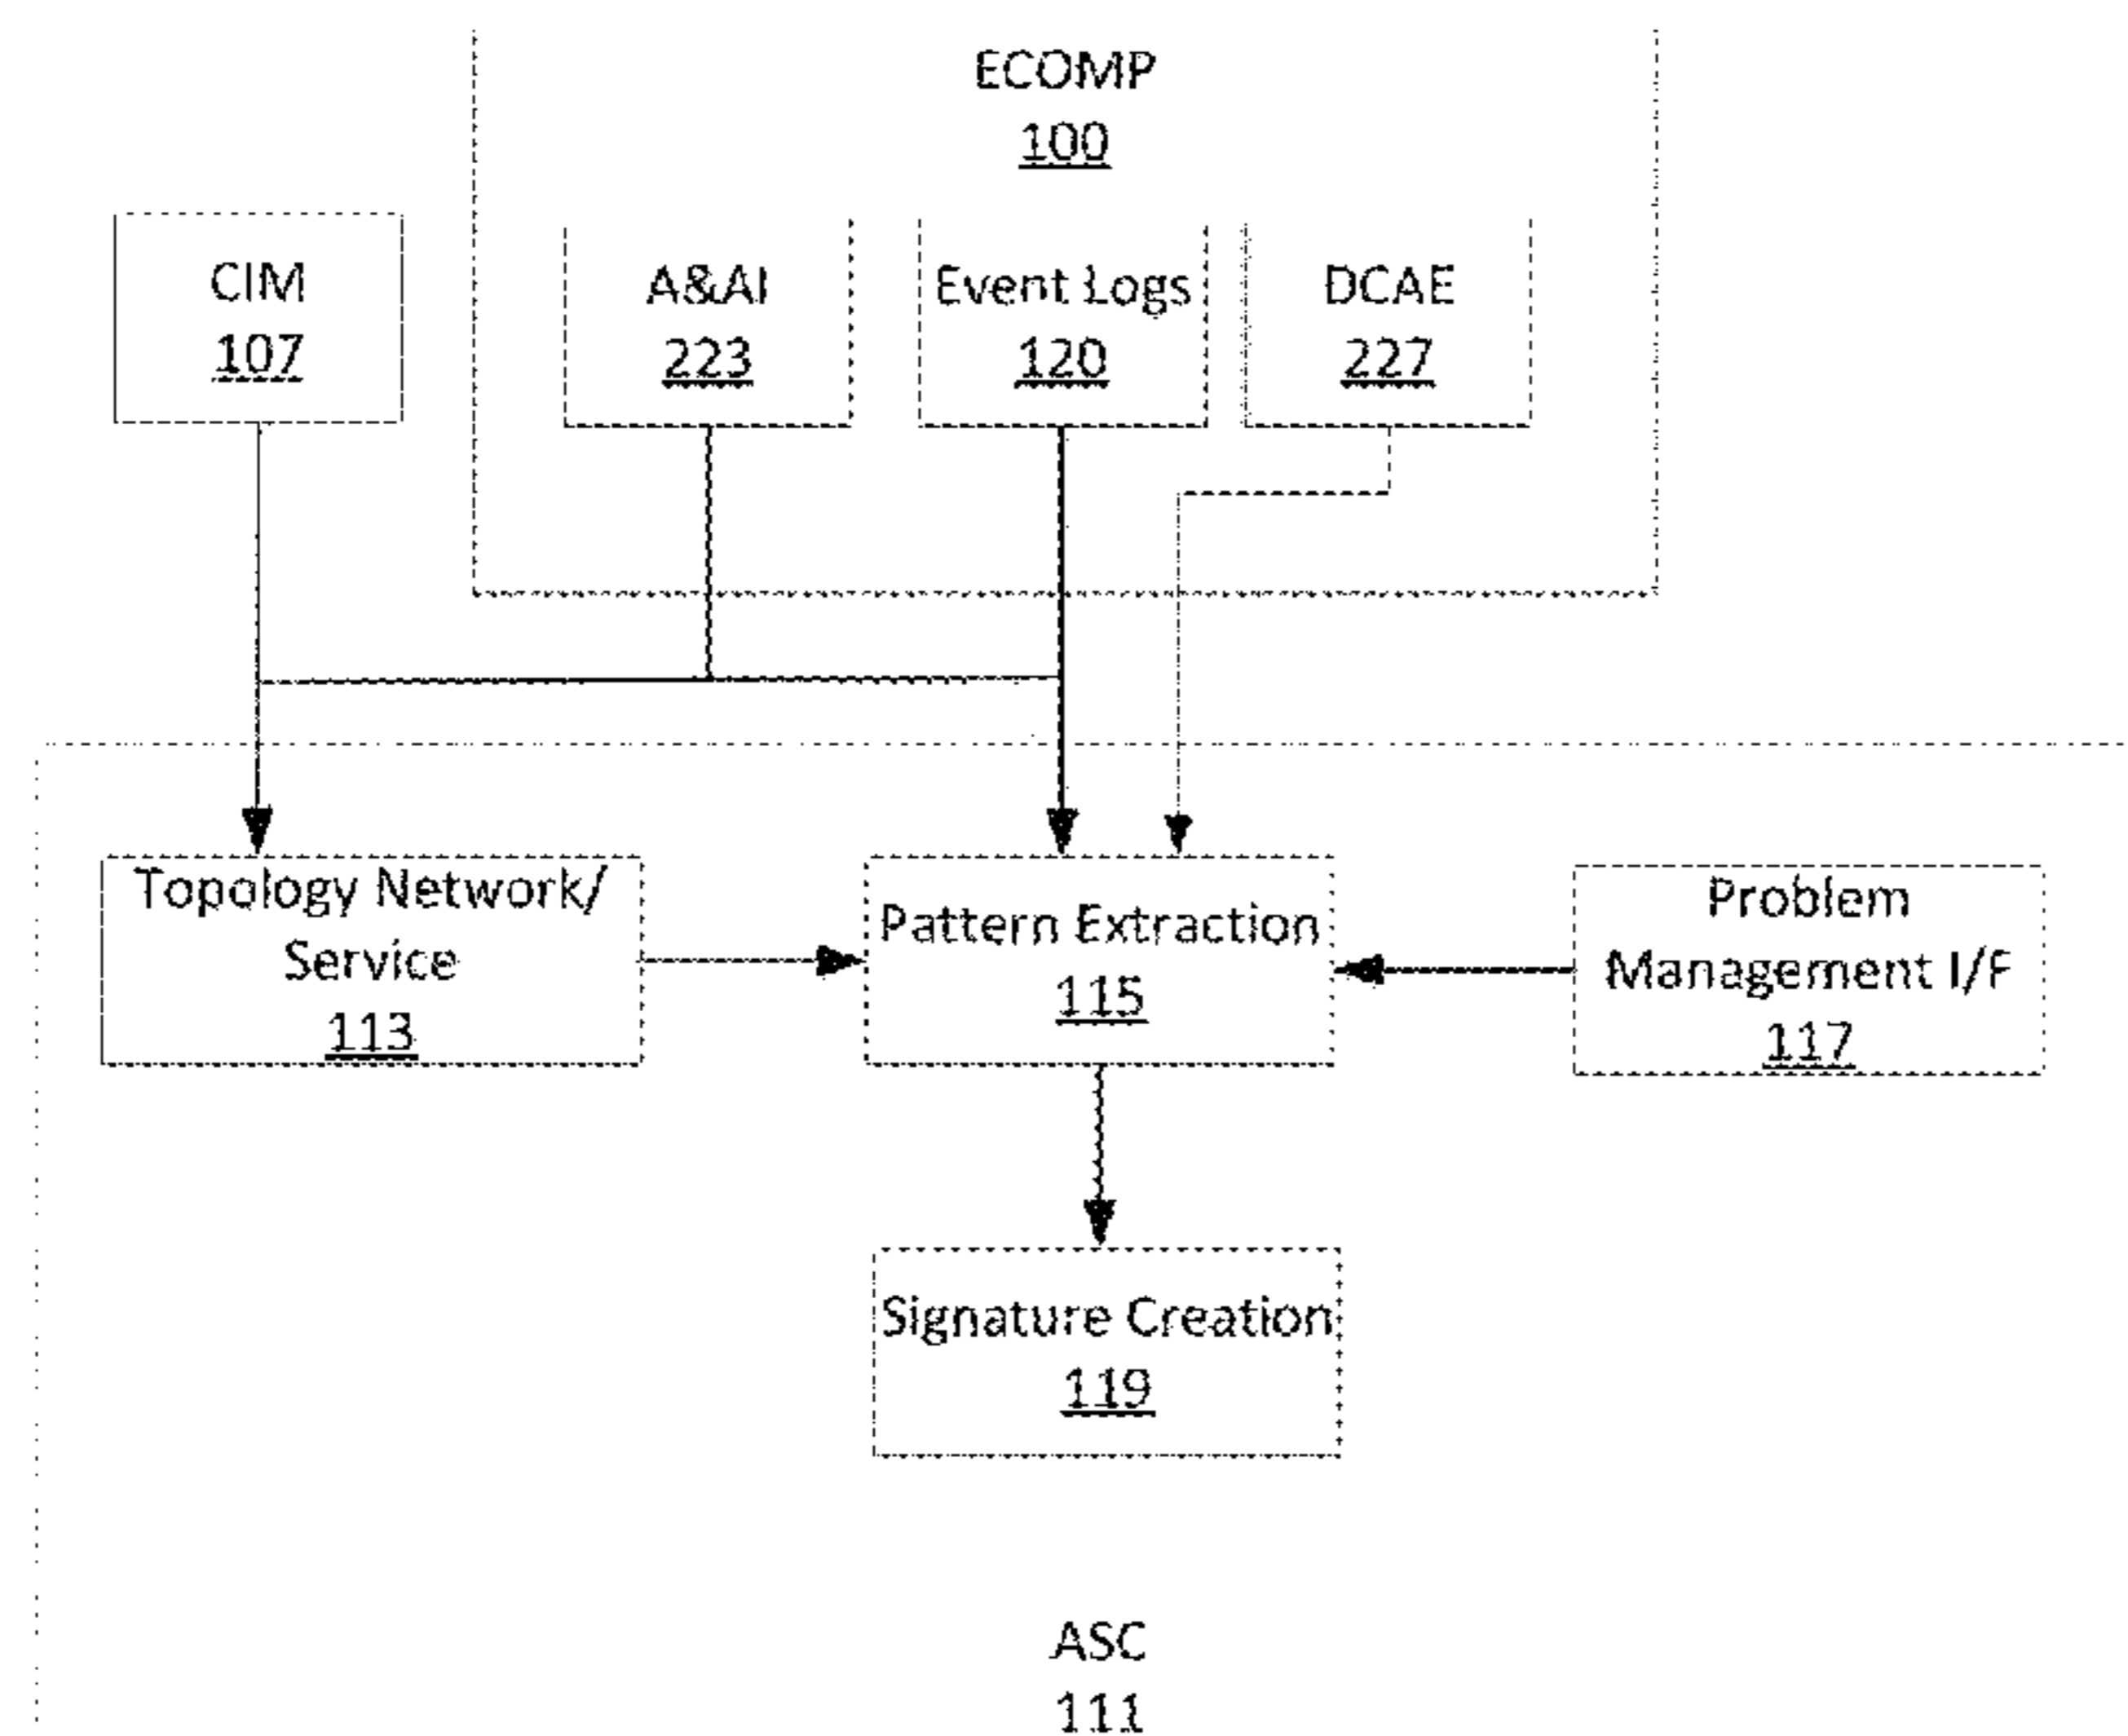 ECOMP
100
CIM
107
A&AI
223
Event Logs
120
DCAE
227
Topology Network/
Service
113
Pattern Extraction
115
Problem
Management I/F
117
Signature Creation
119
ASC
111